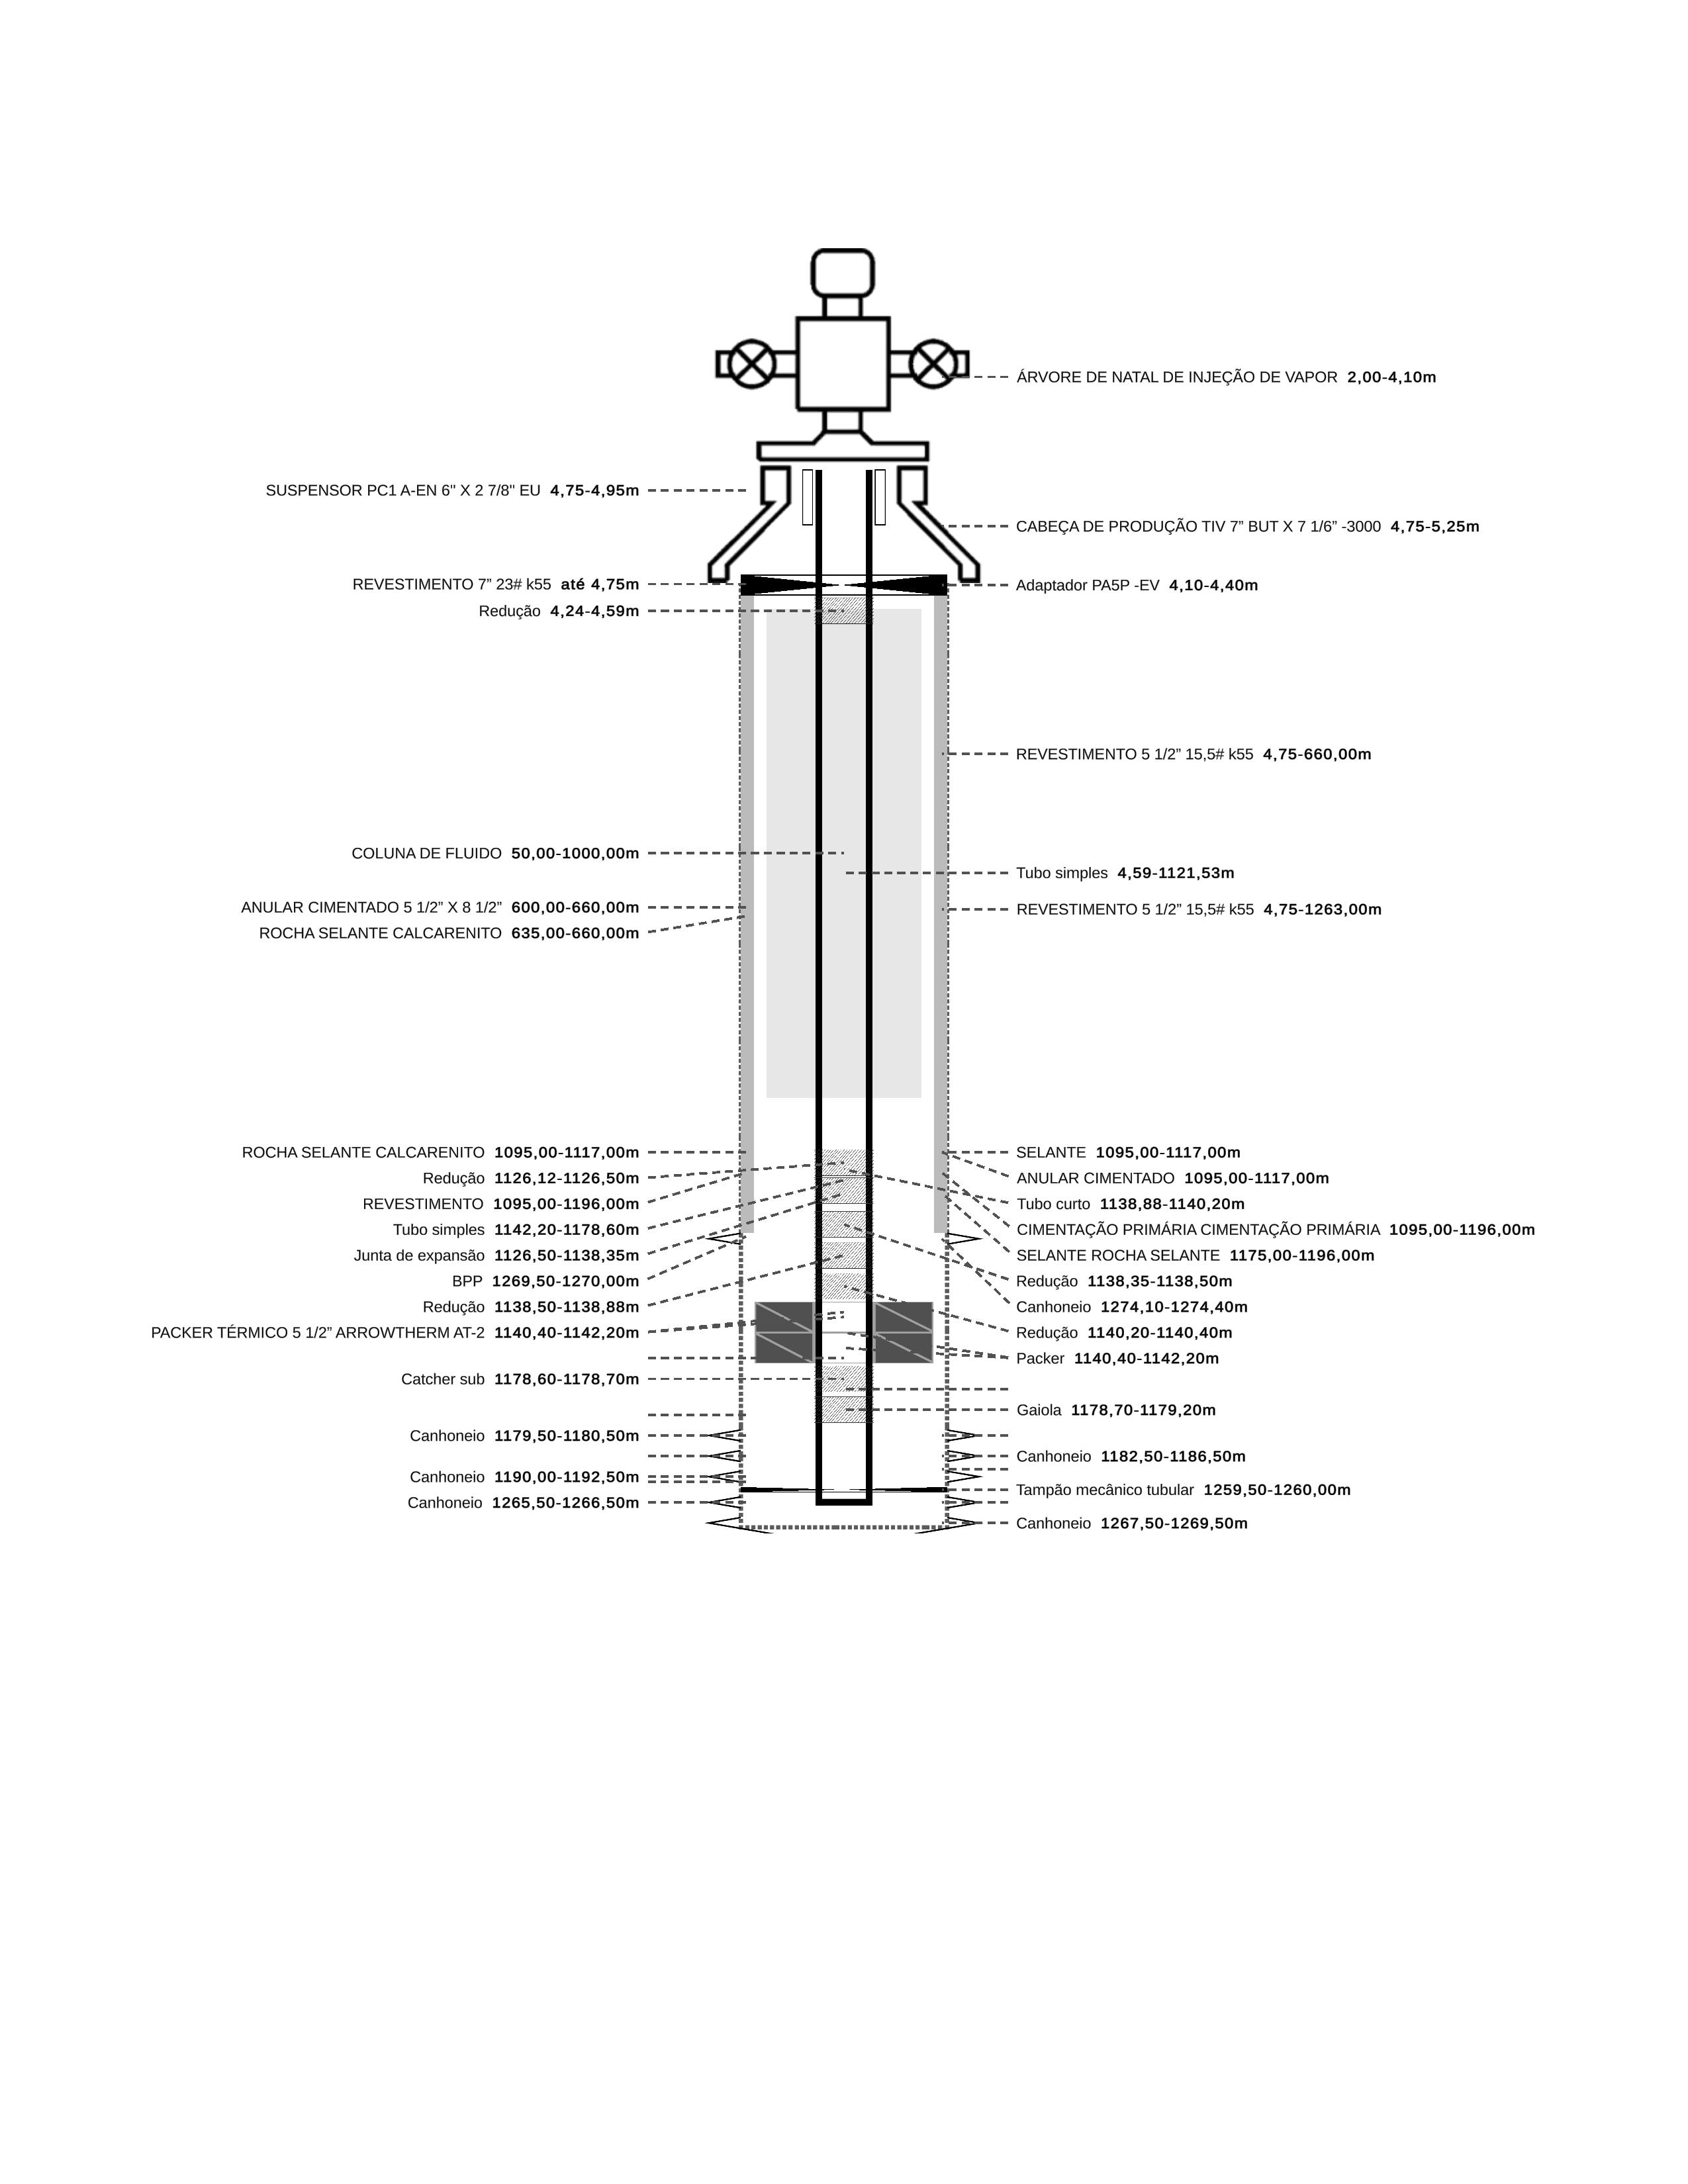 ÁRVORE DE NATAL DE INJEÇÃO DE VAPOR 2,00-4,10m
SUSPENSOR PC1 A-EN 6" X 2 7/8" EU 4,75-4,95m
CABEÇA DE PRODUÇÃO TIV 7” BUT X 7 1/6” -3000 4,75-5,25m
REVESTIMENTO 7” 23# k55 até 4,75m
Adaptador PA5P -EV 4,10-4,40m
Redução 4,24-4,59m
REVESTIMENTO 5 1/2” 15,5# k55 4,75-660,00m
COLUNA DE FLUIDO 50,00-1000,00m
Tubo simples 4,59-1121,53m
ANULAR CIMENTADO 5 1/2” X 8 1/2” 600,00-660,00m
REVESTIMENTO 5 1/2” 15,5# k55 4,75-1263,00m
ROCHA SELANTE CALCARENITO 635,00-660,00m
ROCHA SELANTE CALCARENITO 1095,00-1117,00m
SELANTE 1095,00-1117,00m
Redução 1126,12-1126,50m
ANULAR CIMENTADO 1095,00-1117,00m
REVESTIMENTO 1095,00-1196,00m
Tubo curto 1138,88-1140,20m
Tubo simples 1142,20-1178,60m
CIMENTAÇÃO PRIMÁRIA CIMENTAÇÃO PRIMÁRIA 1095,00-1196,00m
Junta de expansão 1126,50-1138,35m
SELANTE ROCHA SELANTE 1175,00-1196,00m
BPP 1269,50-1270,00m
Redução 1138,35-1138,50m
Redução 1138,50-1138,88m
Canhoneio 1274,10-1274,40m
PACKER TÉRMICO 5 1/2” ARROWTHERM AT-2 1140,40-1142,20m
Redução 1140,20-1140,40m
Packer 1140,40-1142,20m
Catcher sub 1178,60-1178,70m
Gaiola 1178,70-1179,20m
Canhoneio 1179,50-1180,50m
Canhoneio 1182,50-1186,50m
Canhoneio 1190,00-1192,50m
Tampão mecânico tubular 1259,50-1260,00m
Canhoneio 1265,50-1266,50m
Canhoneio 1267,50-1269,50m